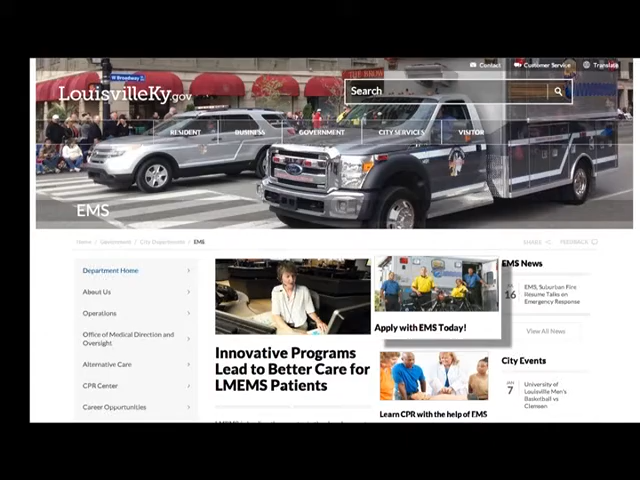 Contact
Customer Service
Translate
W Broadway
LouisvilleKy.gov
Search
RESIDENT
BUSINESS
GOVERNMENT
CITY SERVICES
VISITOR
EMS
Home / Government / City Departments / EMS
SHARE
FEEDBACK
Department Home
About Us
Operations
Office of Medical Direction and
Oversight
Alternative Care
CPR Center
Career Opportunities
Innovative Programs
Lead to Better Care for
LMEMS Patients
Apply with EMS Today!
Learn CPR with the help of EMS
EMS News
16
EMS, Suburban Fire
Resume Talks on
Emergency Response
View All News
City Events
7
University of
Louisville Men's
Basketball vs
Clemson